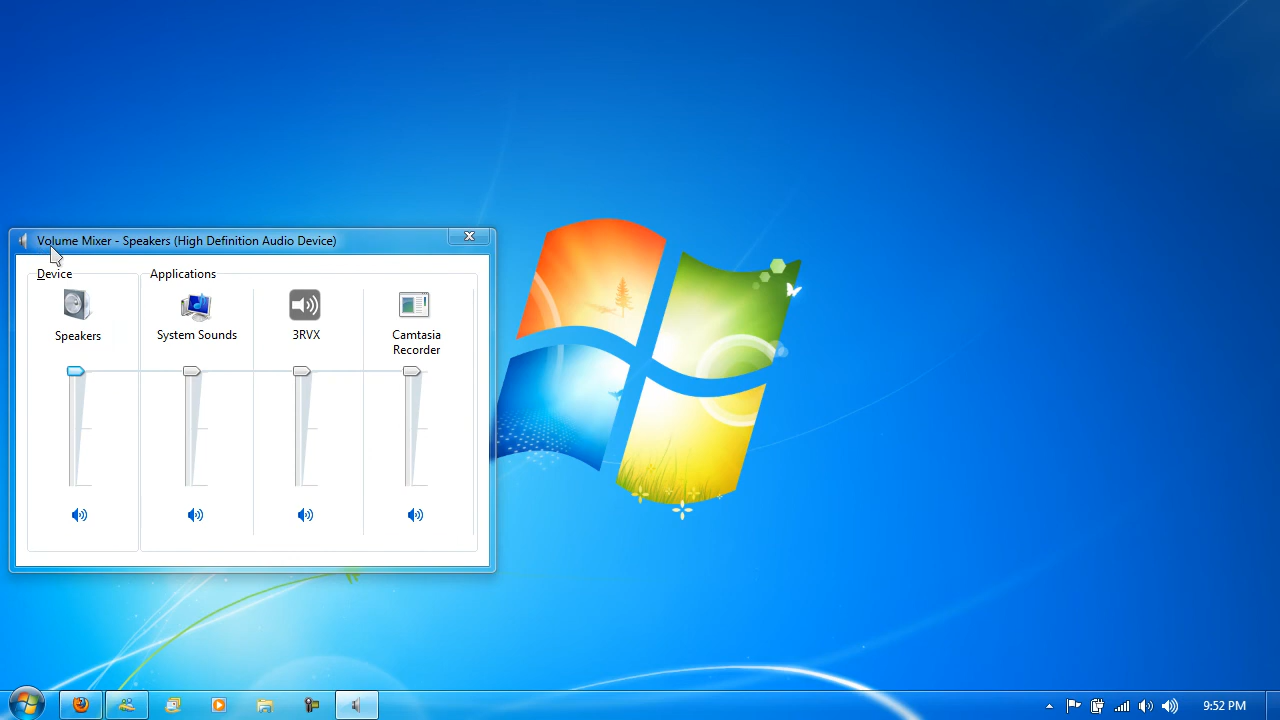 Volume Mixer - Speakers (High Definition Audio Device)
Device
Applications
Speakers
System Sounds
3RVX
Camtasia
Recorder
9:52 PM